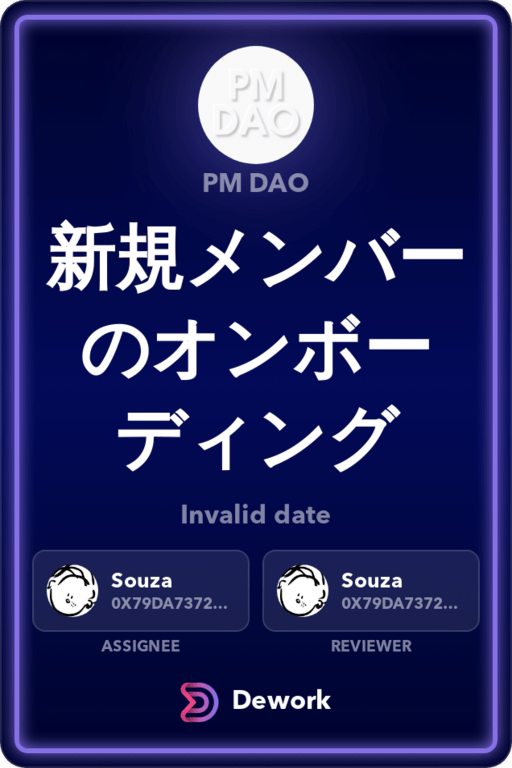 PM
DAO
PM DAO
新規メンバー
のオンボー
ディング
Invalid date
Souza
0X79DA7372...
Souza
0X79DA7372...
ASSIGNEE
REVIEWER
Dework